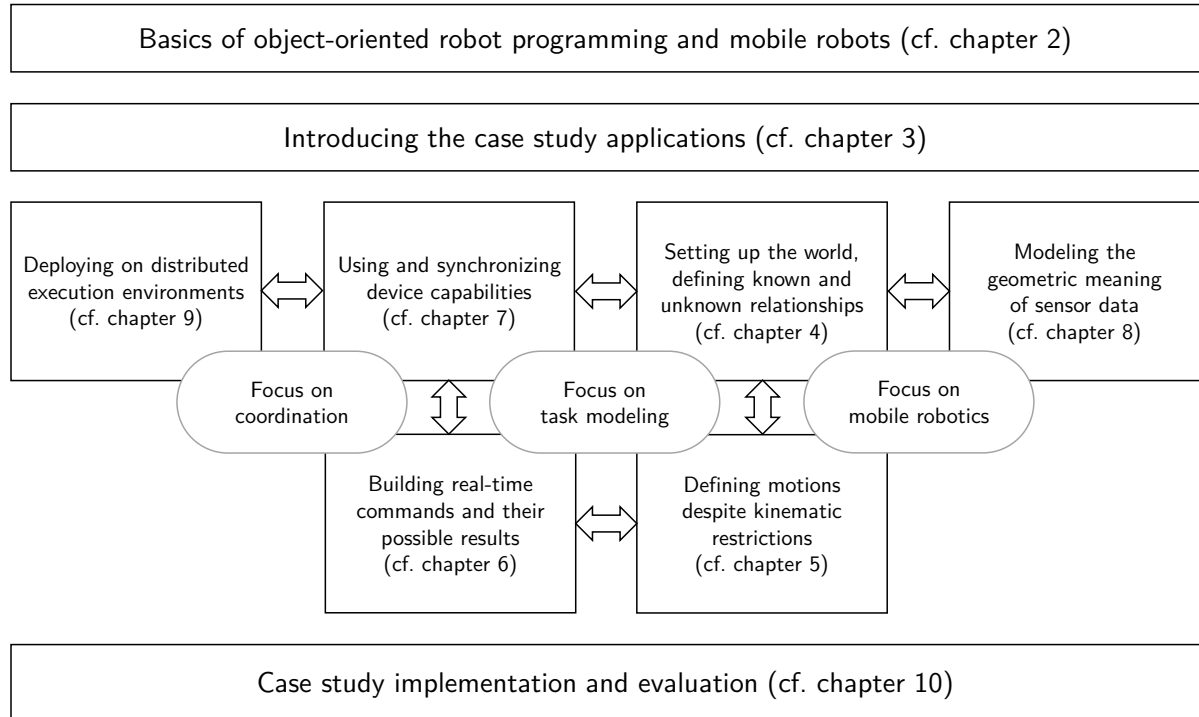 Basics of object-oriented robot programming and mobile robots (cf. chapter 2)
Introducing the case study applications (cf. chapter 3)
Deploying on distributed
execution environments
(cf. chapter 9)
Using and synchronizing
device capabilities
(cf. chapter 7)
Setting up the world,
defining known and
unknown relationships
(cf. chapter 4)
Modeling the
geometric meaning
of sensor data
(cf. chapter 8)
Focus on
coordination
Focus on
task modeling
Focus on
mobile robotics
Building real-time
commands and their
possible results
(cf. chapter 6)
Defining motions
despite kinematic
restrictions
(cf. chapter 5)
Case study implementation and evaluation (cf. chapter 10)